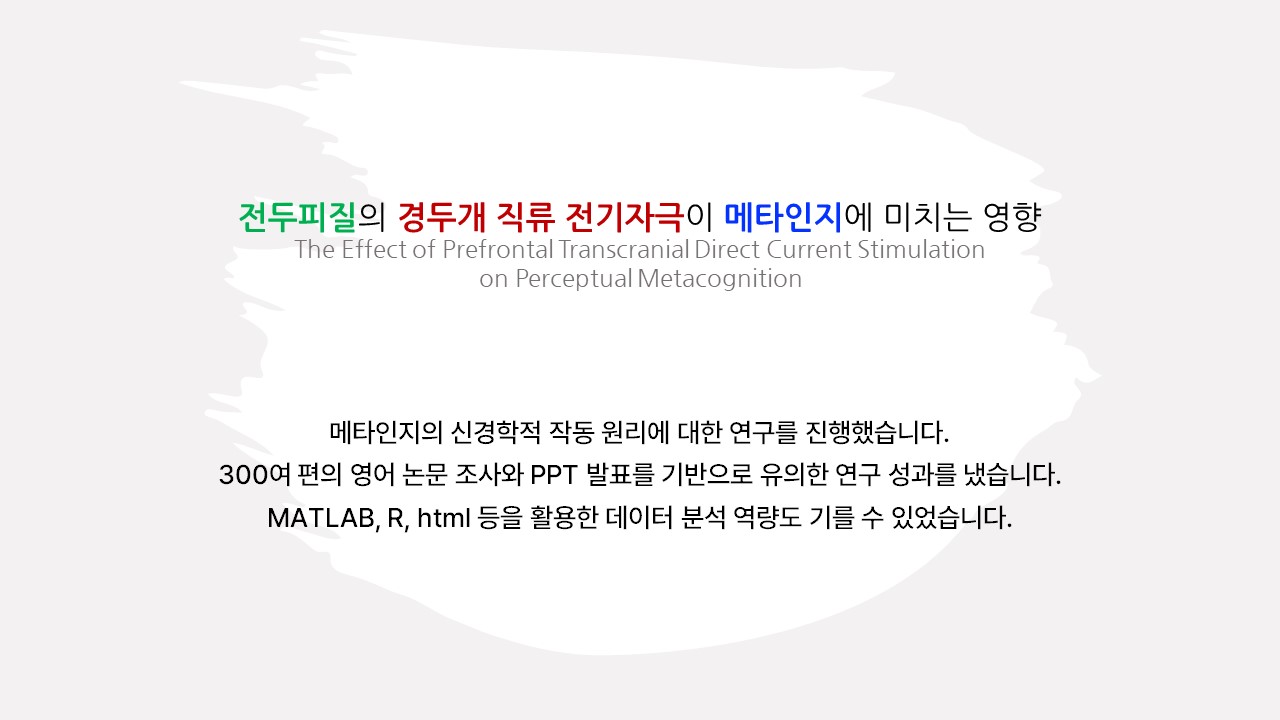 전두피질의 경두개 직류 전기자극이 메타인지에 미치는 영향
The Effect of Prefrontal Transcranial Direct Current Stimulation
on Perceptual Metacognition
메타인지의 신경학적 작동 원리에 대한 연구를 진행했습니다.
300여 편의 영어 논문 조사와 PPT 발표를 기반으로 유의한 연구 성과를 냈습니다.
MATLAB, R, html 등을 활용한 데이터 분석 역량도 기를 수 있었습니다.